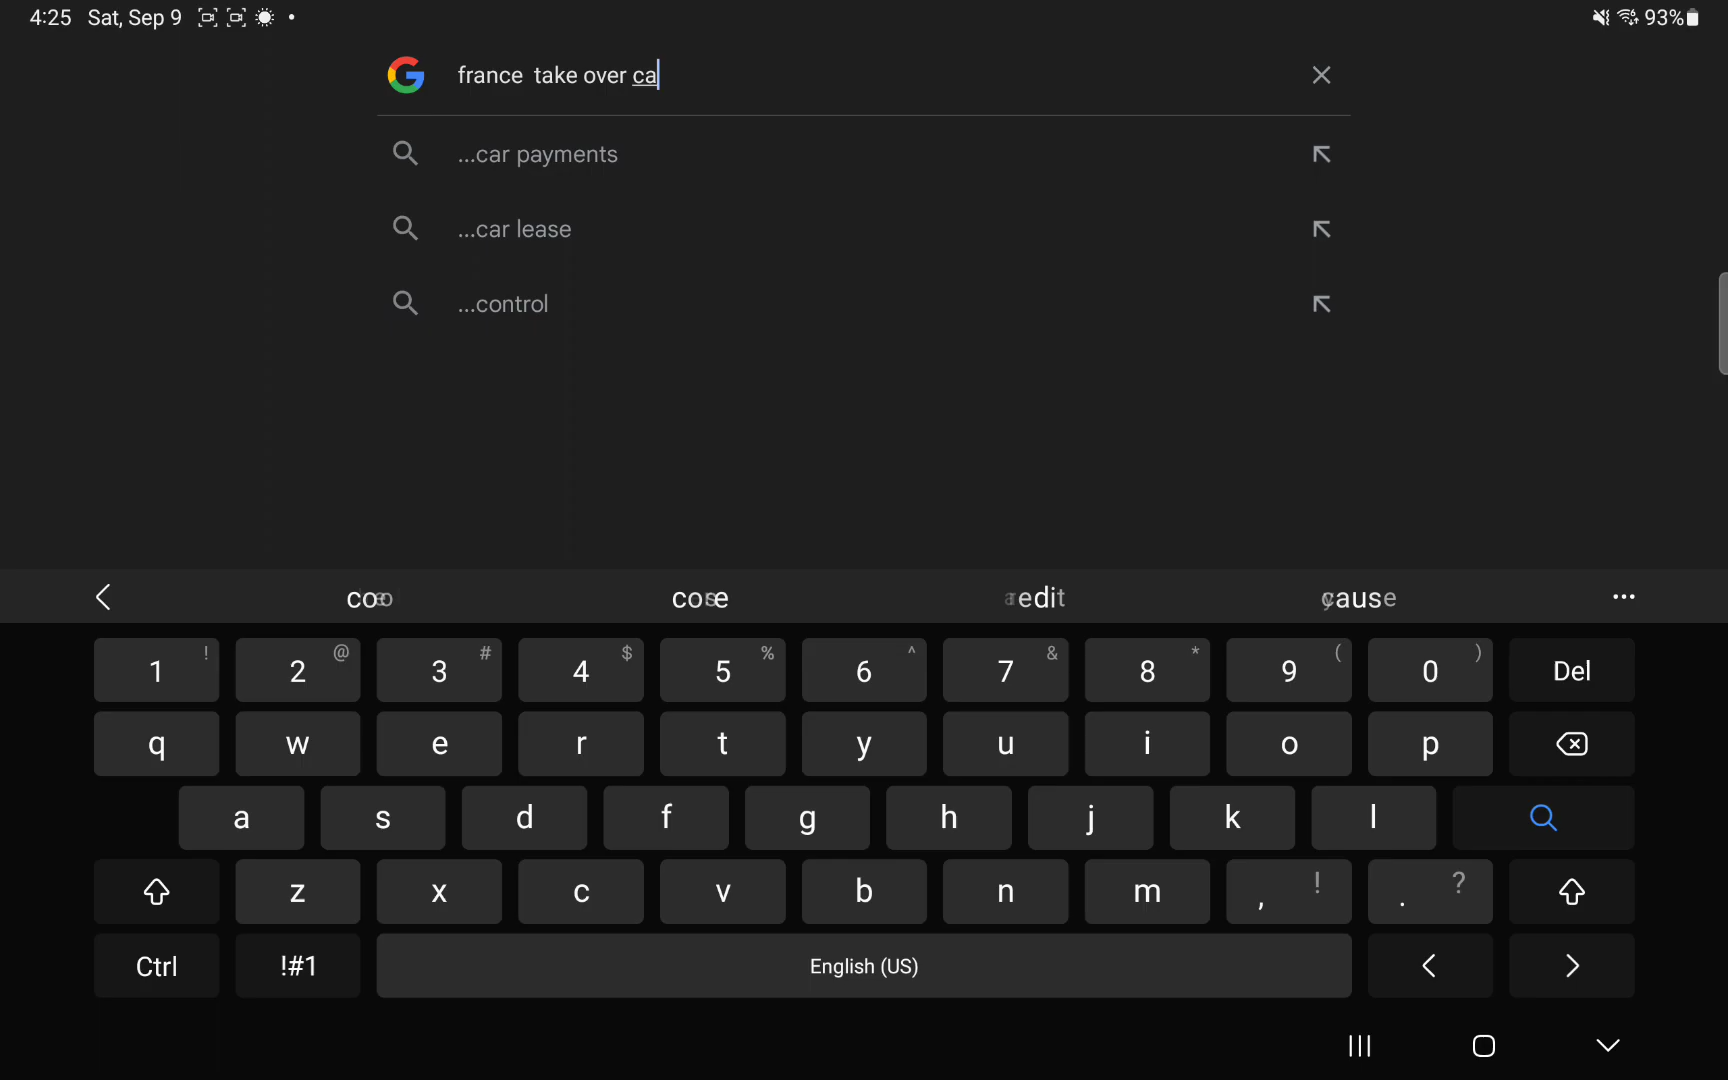 4:25 Sat, Sep 9 93%
france  take over ca
...car payments
...car lease
...control
cause
1 ! 2 @ 3 # 4 $ 5 % 6 ^ 7 & 8 * 9 ( 0 ) Del
q w e r t y u i o p
a s d f g h j k l
z x c v b n m , ! . ?
Ctrl !#1 English (US) < >